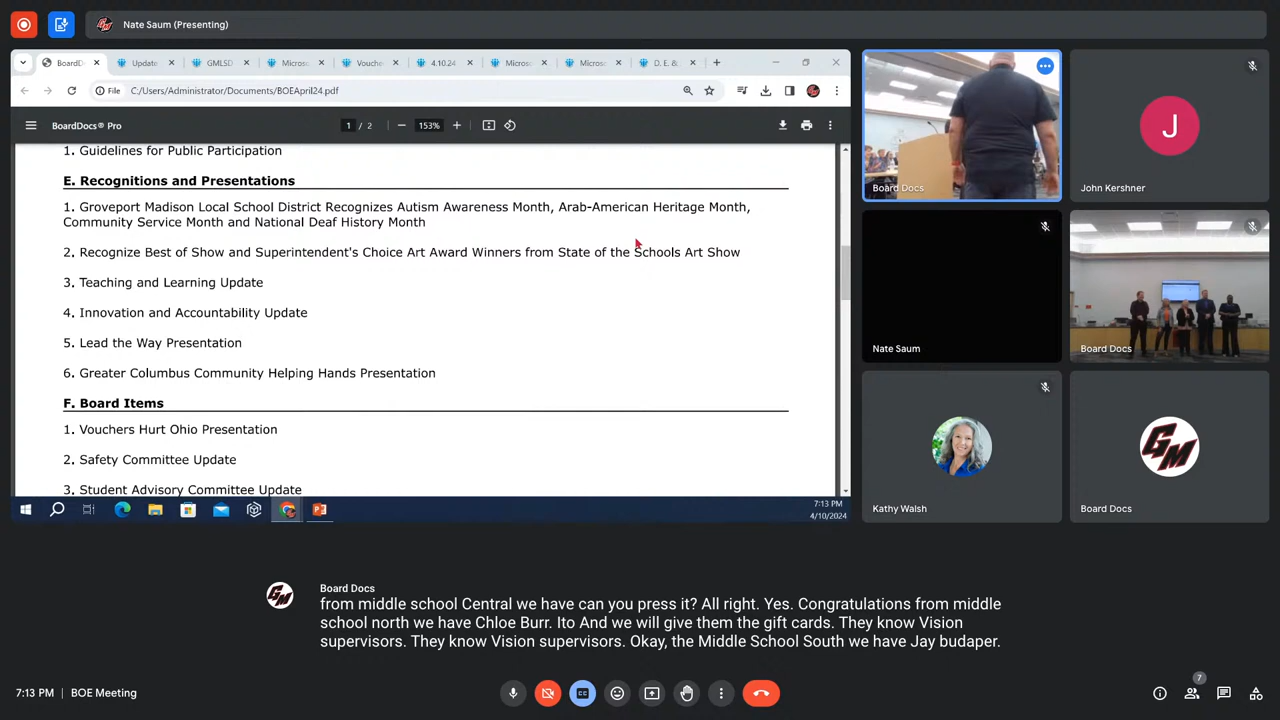 Nate Saum (Presenting)
BoardD
Update
GMLSD
Micros
Vouche
4.10.24
Micros
Micros
D. E. &
File
C:/Users/Administrator/Documents/BOEApril24.pdf
BoardDocs® Pro
1 / 2
153%
1. Guidelines for Public Participation
E. Recognitions and Presentations
1. Groveport Madison Local School District Recognizes Autism Awareness Month, Arab-American Heritage Month,
Community Service Month and National Deaf History Month
2. Recognize Best of Show and Superintendent's Choice Art Award Winners from State of the Schools Art Show
3. Teaching and Learning Update
4. Innovation and Accountability Update
5. Lead the Way Presentation
6. Greater Columbus Community Helping Hands Presentation
F. Board Items
1. Vouchers Hurt Ohio Presentation
2. Safety Committee Update
3. Student Advisory Committee Update
7:13 PM
4/10/2024
Board Docs
J
John Kershner
Nate Saum
Board Docs
Kathy Walsh
GM
Board Docs
GM
Board Docs
from middle school Central we have can you press it? All right. Yes. Congratulations from middle
school north we have Chloe Burr. Ito And we will give them the gift cards. They know Vision
supervisors. They know Vision supervisors. Okay, the Middle School South we have Jay budaper.
7:13 PM | BOE Meeting
CC
7